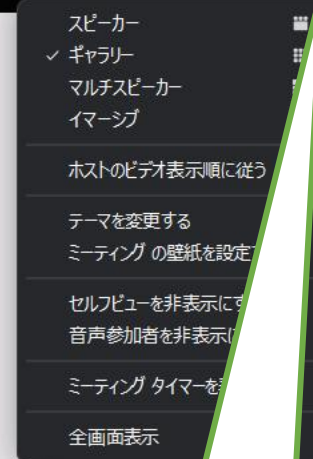 スピーカー
✓ ギャラリー
マルチスピーカー
イマーシブ
ホストのビデオ表示順に従う
テーマを変更する
ミーティング の壁紙を設定
セルフビューを非表示に
音声参加者を非表示
ミーティング タイマーを
全画面表示